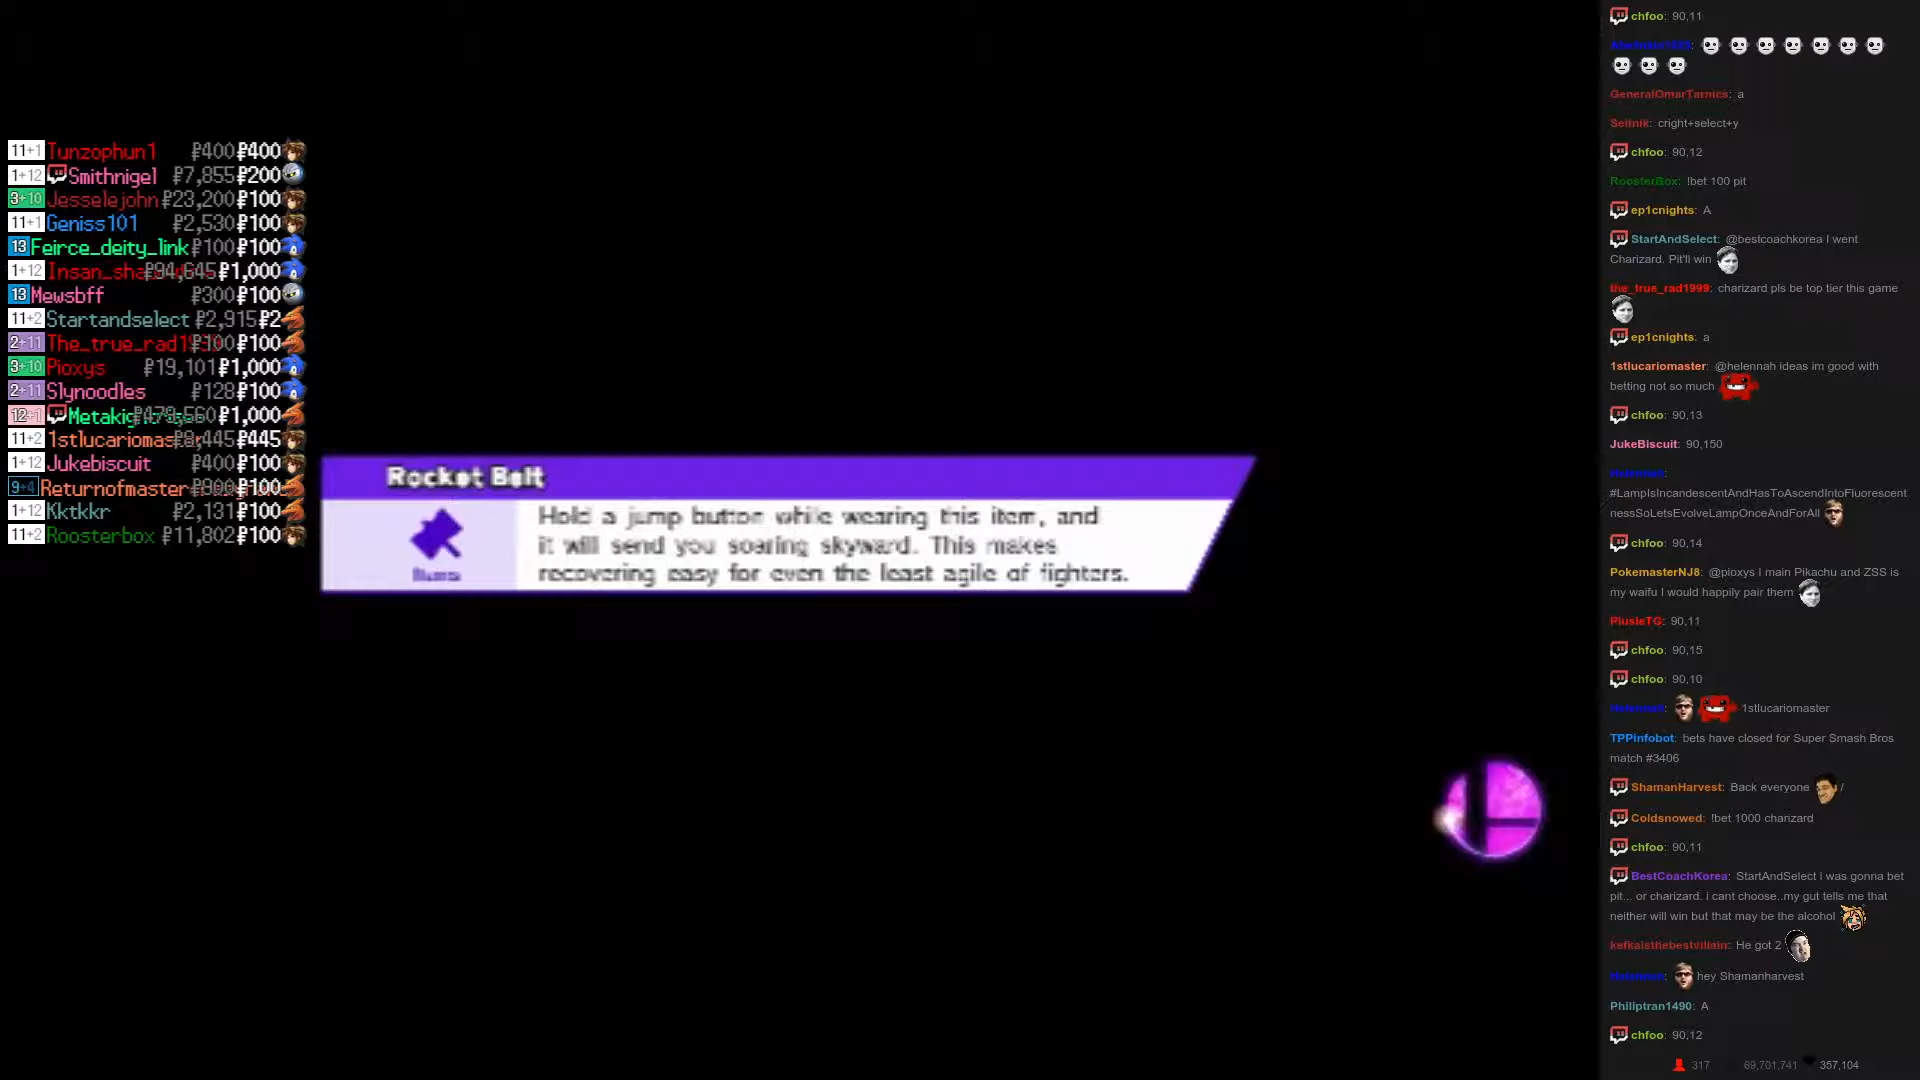 11+1 Tunzophun1 ₽400 ₽400
1+12 Smithnigel ₽7,855 ₽200
3+10 Jesselejohn ₽23,200 ₽100
11+1 Geniss101 ₽2,530 ₽100
13 Feirce_deity_link ₽100 ₽100
1+12 ₽94,645 ₽1,000
13 Mewsbff ₽300 ₽100
11+2 Startandselect ₽2,915 ₽2
2+11 ₽100
3+10 Pioxys ₽19,101 ₽1,000
2+11 Slynoodles ₽128 ₽100
12+1 ₽1,000
11+2 ₽445
1+12 Jukebiscuit ₽400 ₽100
9+4 ₽100
1+12 Kktkkr ₽2,131 ₽100
11+2 Roosterbox ₽11,802 ₽100
Rocket Belt
Hold a jump button while wearing this item, and
it will send you soaring skyward. This makes
recovering easy for even the least agile of fighters.
Items
chfoo: 90,11
GeneralOmarTarnics: a
Seltnik: cright+select+y
chfoo: 90,12
RoosterBox: !bet 100 pit
ep1cnights: A
StartAndSelect: @bestcoachkorea I went
Charizard. Pit'll win
the_true_rad1999: charizard pls be top tier this game
ep1cnights: a
1stlucariomaster: @helennah ideas im good with
betting not so much
chfoo: 90,13
JukeBiscuit: 90,150
Helennah:
#LampIsIncandescentAndHasToAscendIntoFluorescent
nessSoLetsEvolveLampOnceAndForAll
chfoo: 90,14
PokemasterNJ8: @pioxys I main Pikachu and ZSS is
my waifu I would happily pair them
PlusleTG: 90,11
chfoo: 90,15
chfoo: 90,10
Helennah: 1stlucariomaster
TPPinfobot: bets have closed for Super Smash Bros
match #3406
ShamanHarvest: Back everyone /
Coldsnowed: !bet 1000 charizard
chfoo: 90,11
BestCoachKorea: StartAndSelect i was gonna bet
pit... or charizard. i cant choose..my gut tells me that
neither will win but that may be the alcohol
kefkaisthebestvillain: He got 2
Helennah: hey Shamanharvest
Philiptran1490: A
chfoo: 90,12
317 69,701,741 357,104